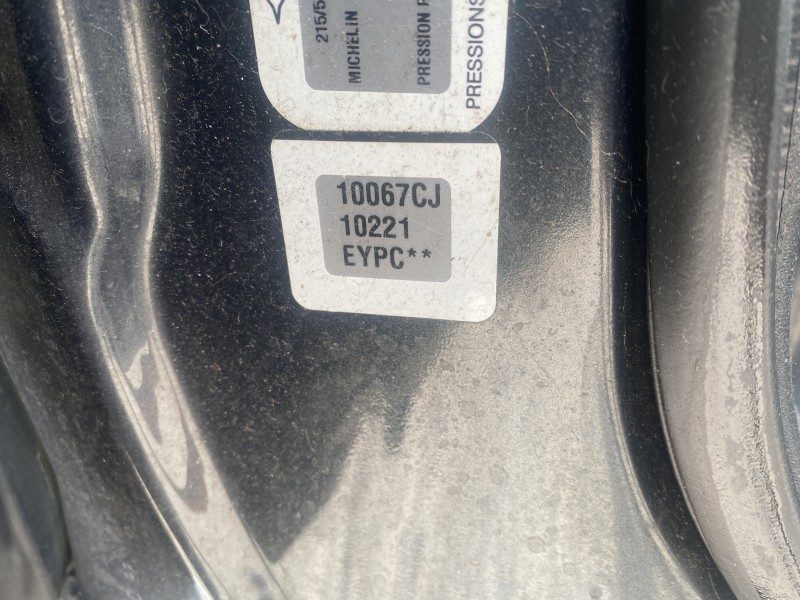 215/5
MICHELIN
PRESSION
PRESSIONS
10067CJ
10221
EYPC**